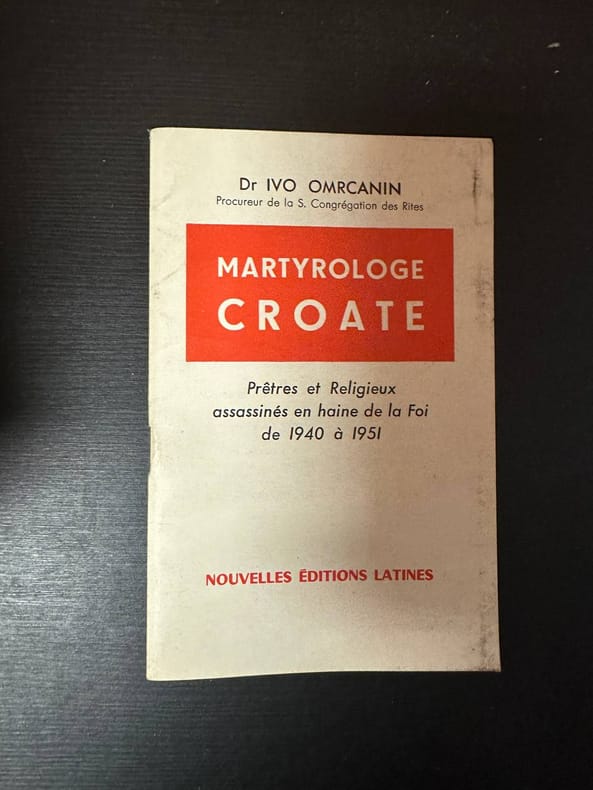 Dr IVO OMRCANIN
Procureur de la S. Congrégation des Rites
MARTYROLOGE
CROATE
Prêtres et Religieux
assassinés en haine de la Foi
de 1940 à 1951
NOUVELLES ÉDITIONS LATINES